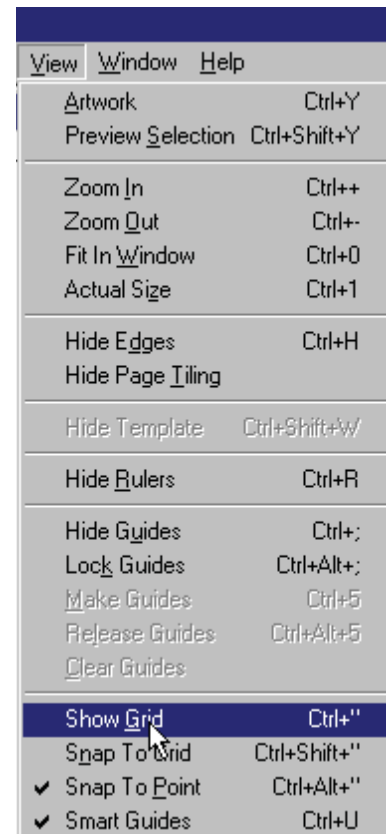 View Window Help
Artwork Ctrl+Y
Preview Selection Ctrl+Shift+Y
Zoom In Ctrl++
Zoom Out Ctrl+-
Fit In Window Ctrl+0
Actual Size Ctrl+1
Hide Edges Ctrl+H
Hide Page Tiling
Hide Template Ctrl+Shift+W
Hide Rulers Ctrl+R
Hide Guides Ctrl+;
Lock Guides Ctrl+Alt+;
Make Guides Ctrl+5
Release Guides Ctrl+Alt+5
Clear Guides
Show Grid Ctrl+"
Snap To Grid Ctrl+Shift+"
Snap To Point Ctrl+Alt+"
Smart Guides Ctrl+U